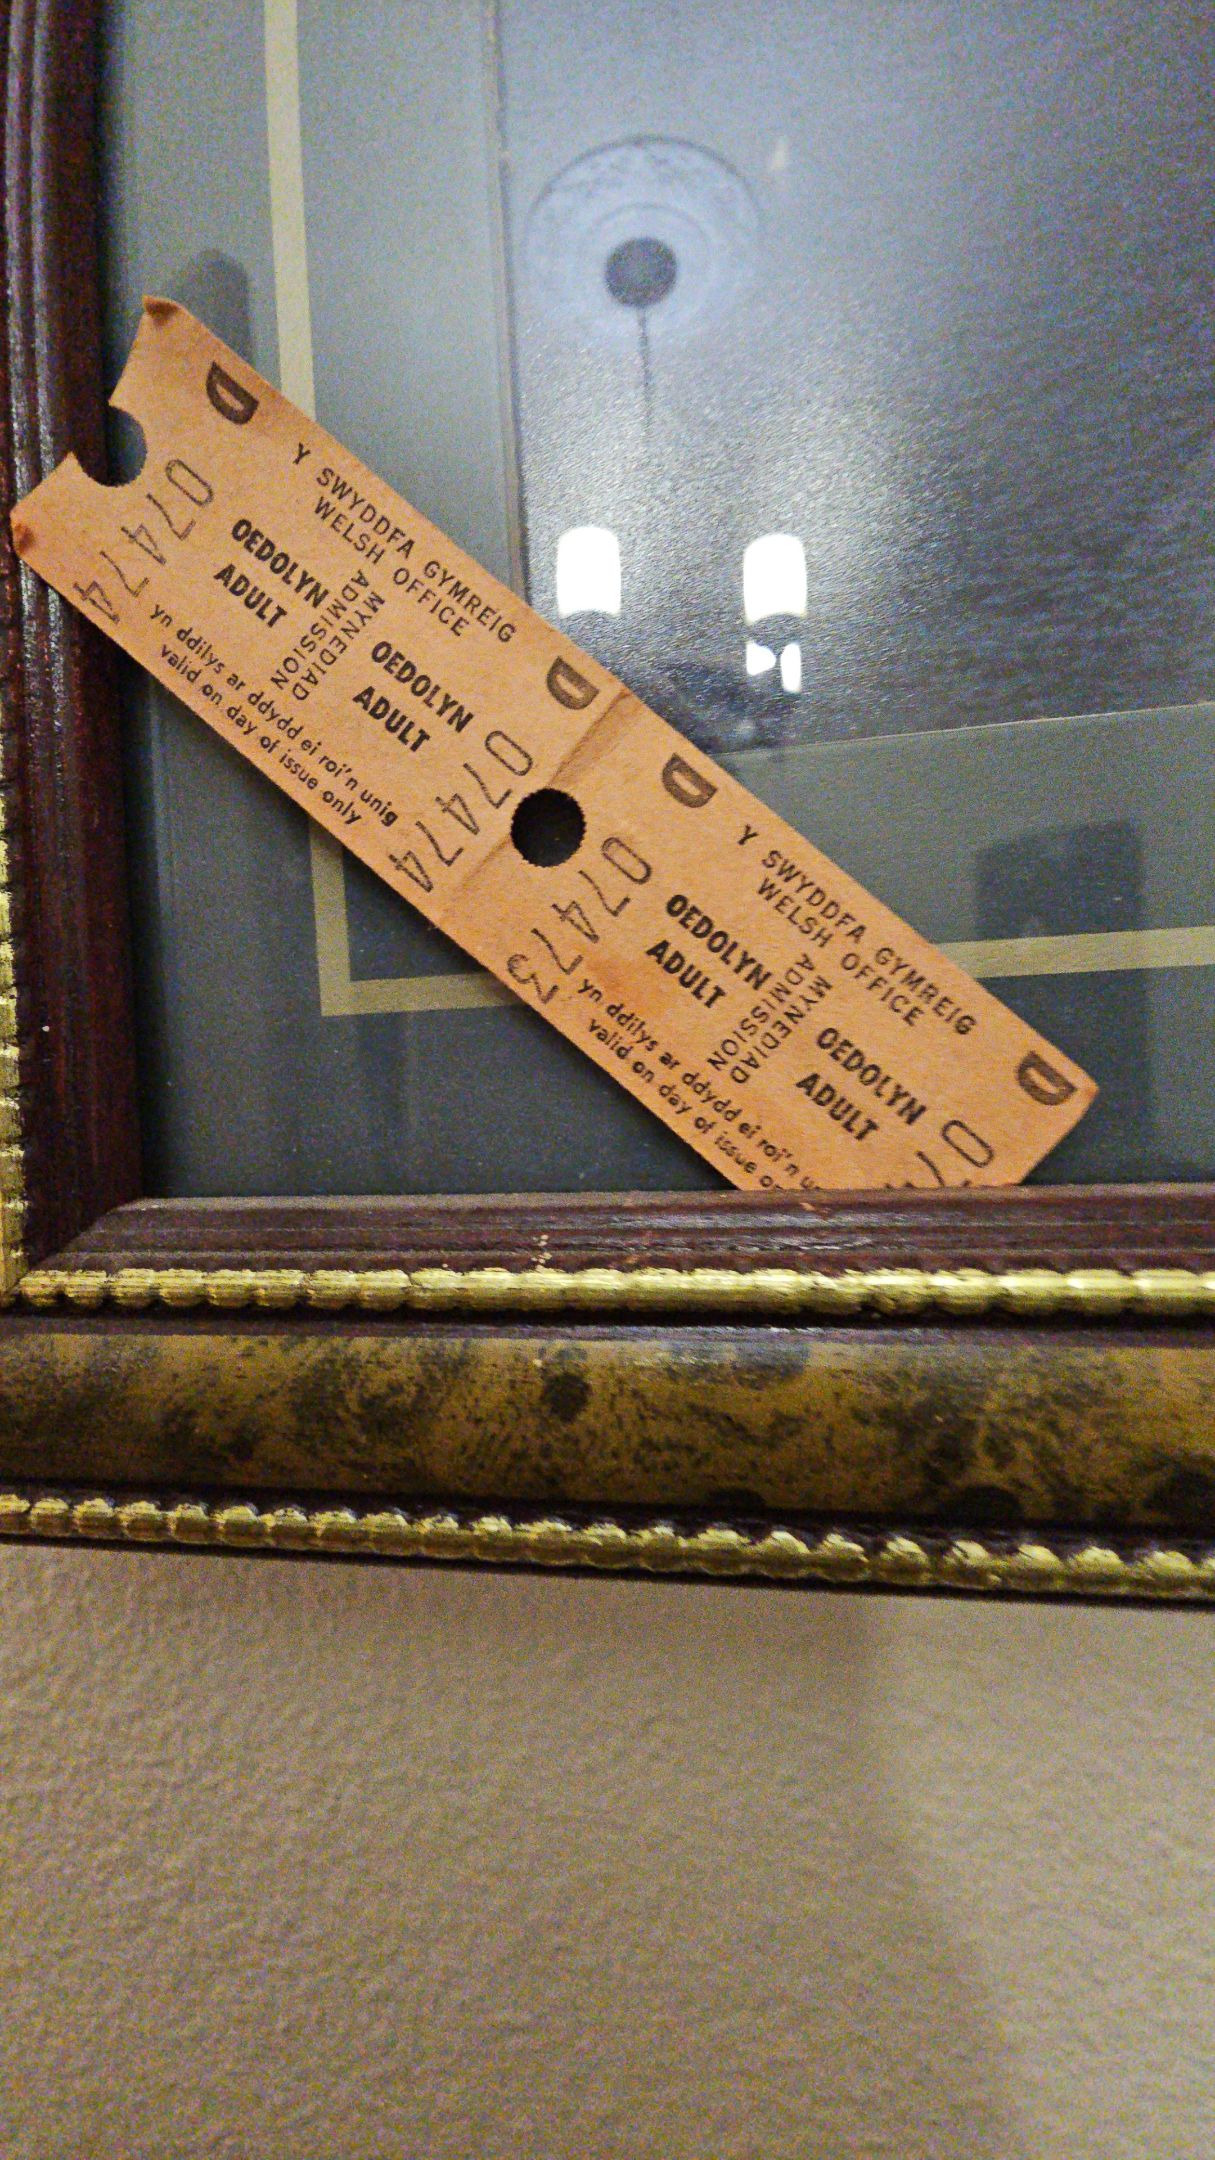 D
Y SWYDDFA GYMREIG
WELSH OFFICE
D
07474
OEDOLYN
ADULT
MYNEDIAD
ADMISSION
OEDOLYN
ADULT
07474
yn ddilys ar ddydd ei roi'n unig
valid on day of issue only
D
Y SWYDDFA GYMREIG
WELSH OFFICE
D
07473
OEDOLYN
ADULT
MYNEDIAD
ADMISSION
OEDOLYN
ADULT
07
yn ddilys ar ddydd ei roi'n
valid on day of issue